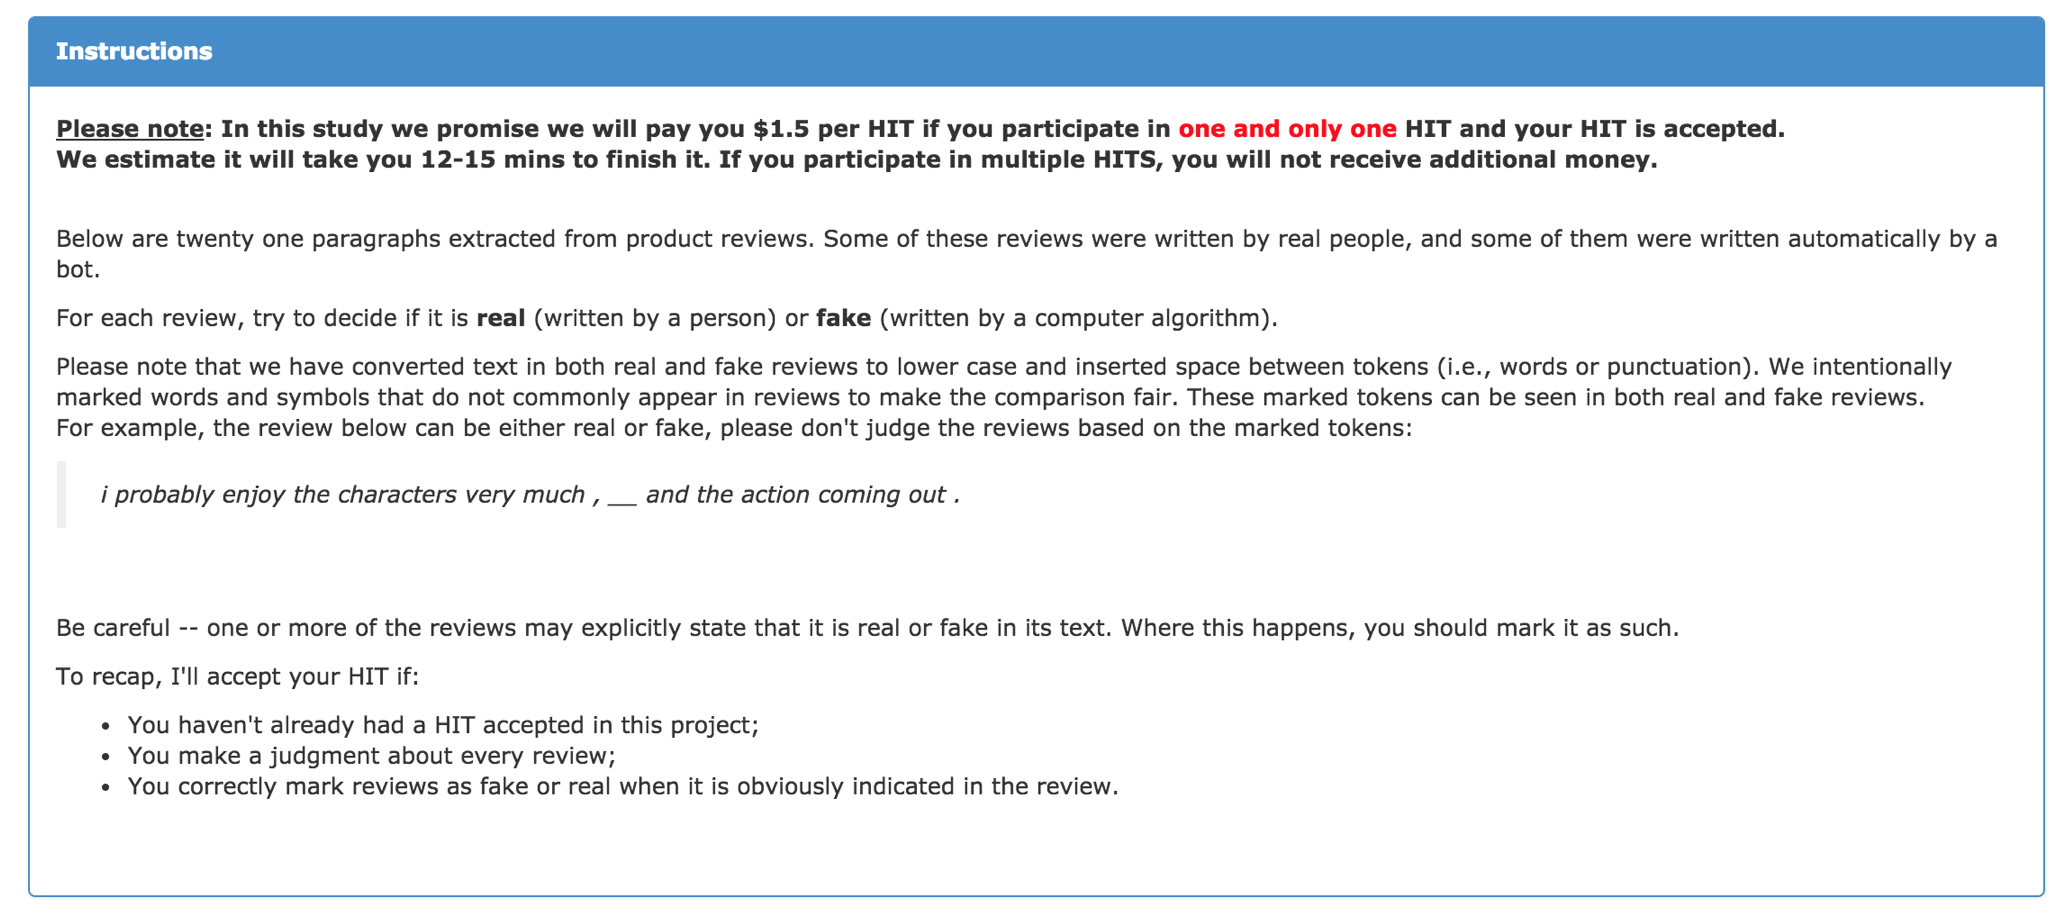 Instructions
Please note: In this study we promise we will pay you $1.5 per HIT if you participate in one and only one HIT and your HIT is accepted.
We estimate it will take you 12-15 mins to finish it. If you participate in multiple HITS, you will not receive additional money.
Below are twenty one paragraphs extracted from product reviews. Some of these reviews were written by real people, and some of them were written automatically by a
bot.
For each review, try to decide if it is real (written by a person) or fake (written by a computer algorithm).
Please note that we have converted text in both real and fake reviews to lower case and inserted space between tokens (i.e., words or punctuation). We intentionally
marked words and symbols that do not commonly appear in reviews to make the comparison fair. These marked tokens can be seen in both real and fake reviews.
For example, the review below can be either real or fake, please don't judge the reviews based on the marked tokens:
i probably enjoy the characters very much , __ and the action coming out .
Be careful -- one or more of the reviews may explicitly state that it is real or fake in its text. Where this happens, you should mark it as such.
To recap, I'll accept your HIT if:
• You haven't already had a HIT accepted in this project;
• You make a judgment about every review;
• You correctly mark reviews as fake or real when it is obviously indicated in the review.